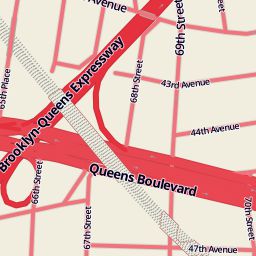 Avenue
69th Street
68th Street
43rd Avenue
65th Place
Brooklyn-Queens Expressway
44th Avenue
Queens Boulevard
66th Street
67th Street
70th Street
47th Avenue